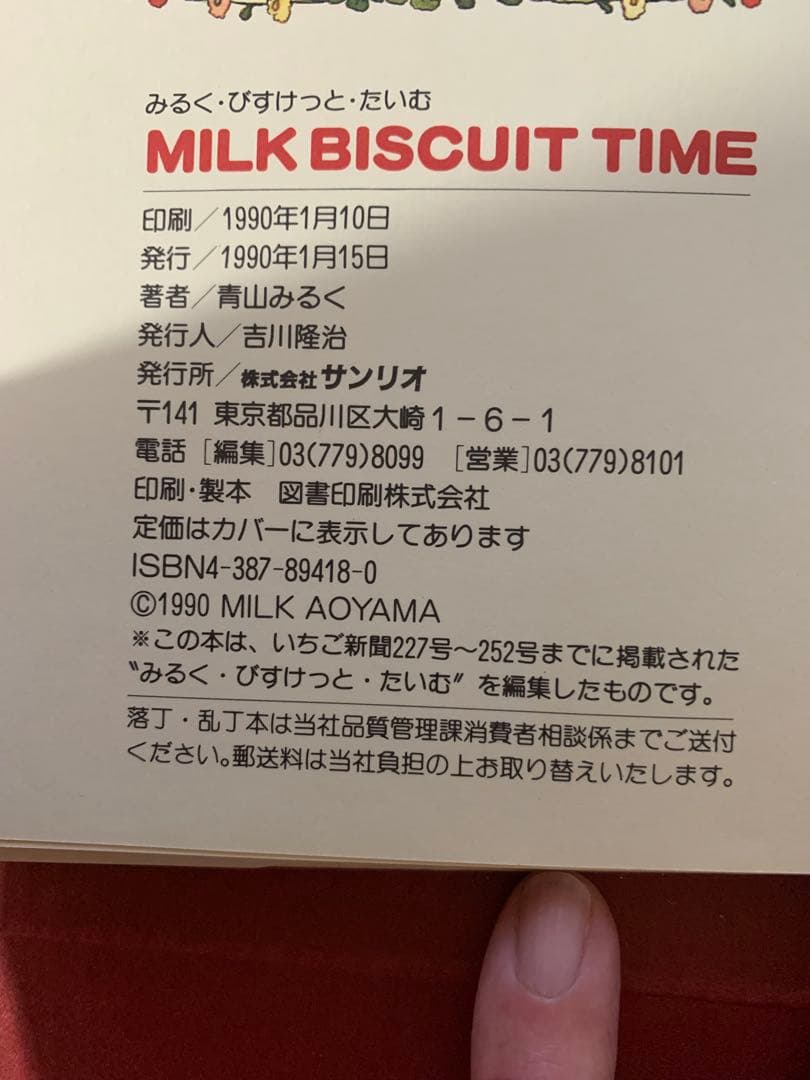 みるく・びすけっと・たいむ
MILK BISCUIT TIME
印刷／1990年1月10日
発行／1990年1月15日
著者／青山みるく
発行人／吉川隆治
発行所／株式会社サンリオ
〒141 東京都品川区大崎1－6－1
電話［編集］03(779)8099 ［営業］03(779)8101
印刷・製本 図書印刷株式会社
定価はカバーに表示してあります
ISBN4-387-89418-0
©1990 MILK AOYAMA
※この本は、いちご新聞227号～252号までに掲載された
〝みるく・びすけっと・たいむ〟を編集したものです。
落丁・乱丁本は当社品質管理課消費者相談係までご送付
ください。郵送料は当社負担の上お取り替えいたします。